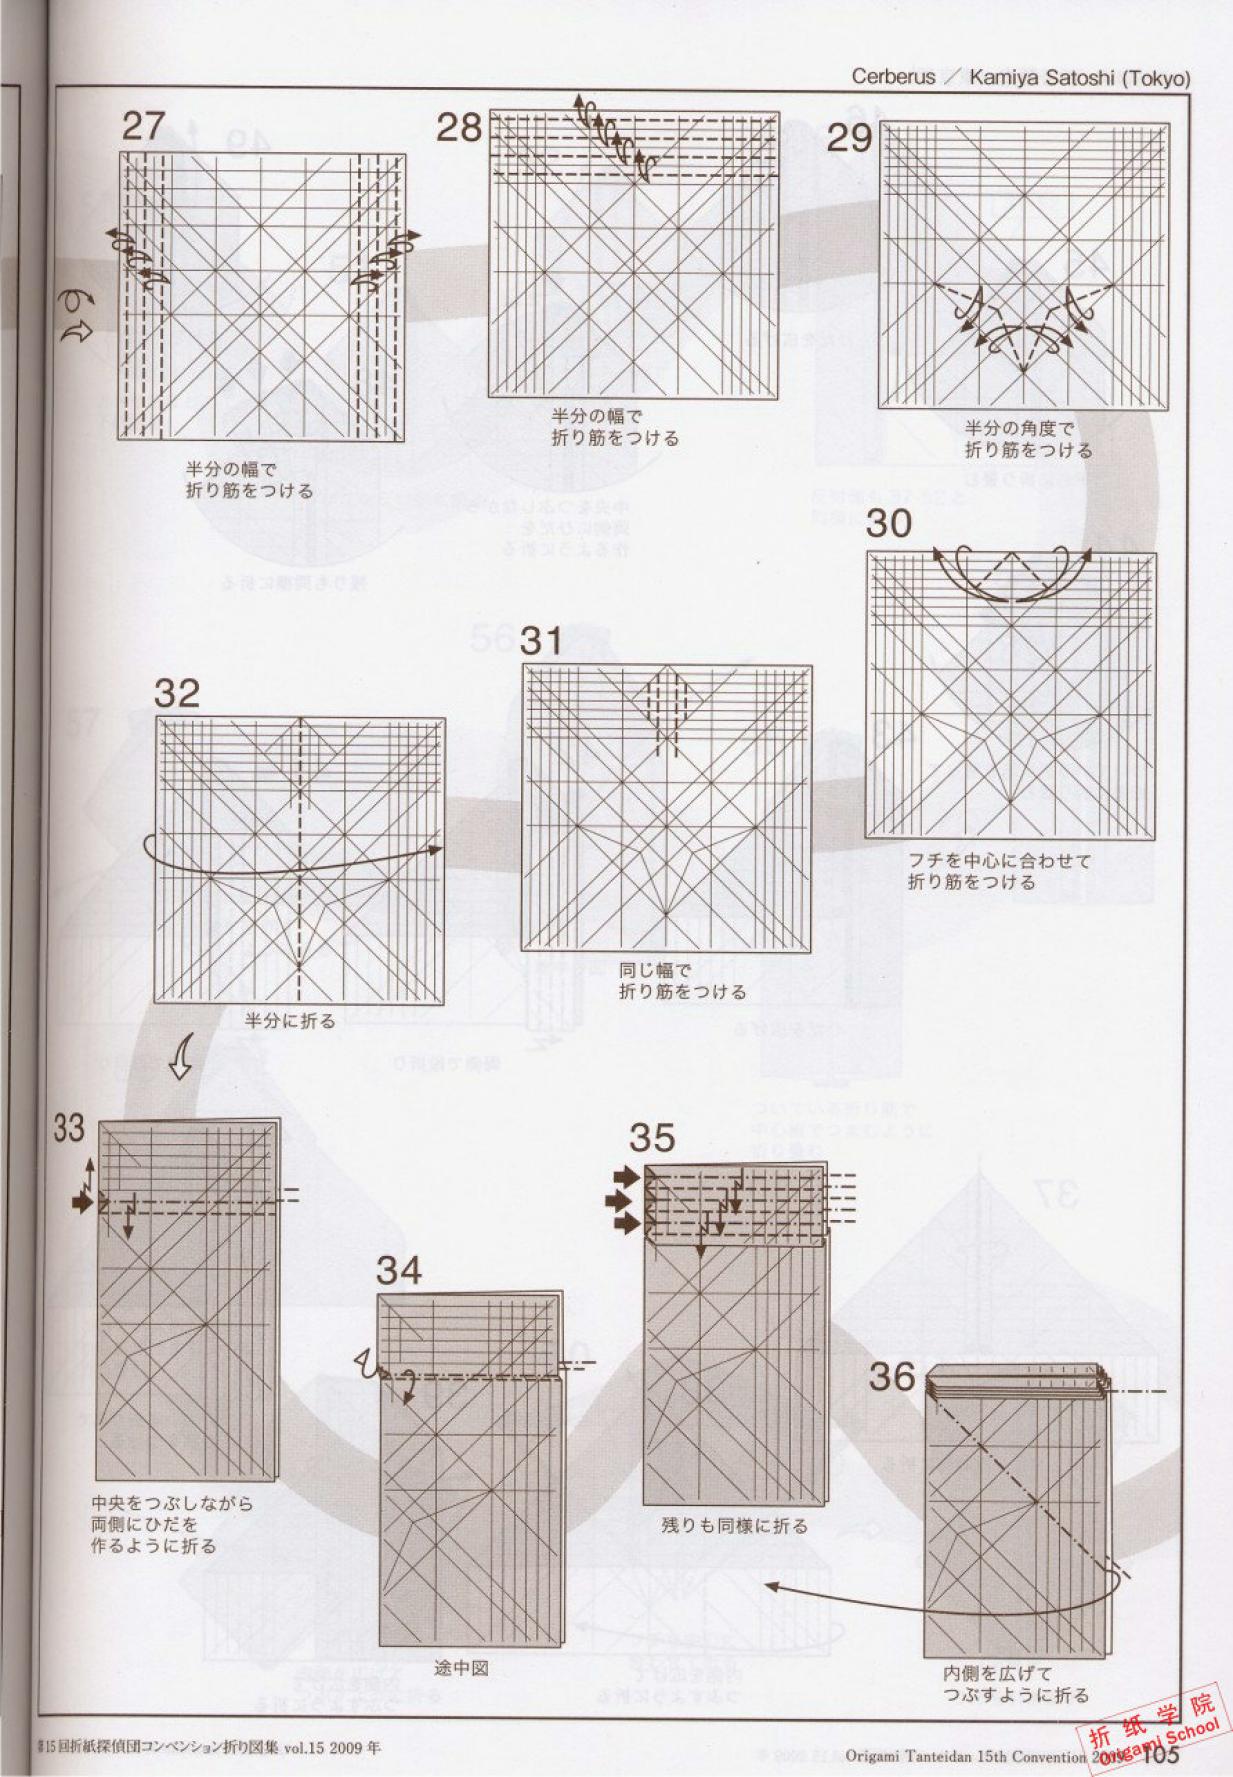 Cerberus / Kamiya Satoshi (Tokyo)
27
半分の幅で
折り筋をつける
28
半分の幅で
折り筋をつける
29
半分の角度で
折り筋をつける
30
フチを中心に合わせて
折り筋をつける
31
同じ幅で
折り筋をつける
32
半分に折る
33
中央をつぶしながら
両側にひだを
作るように折る
34
途中図
35
残りも同様に折る
36
内側を広げて
つぶすように折る
第15回折紙探偵団コンベンション折り図集 vol.15 2009 年
Origami Tanteidan 15th Convention 2009 105
折 纸 学 院
Origami School